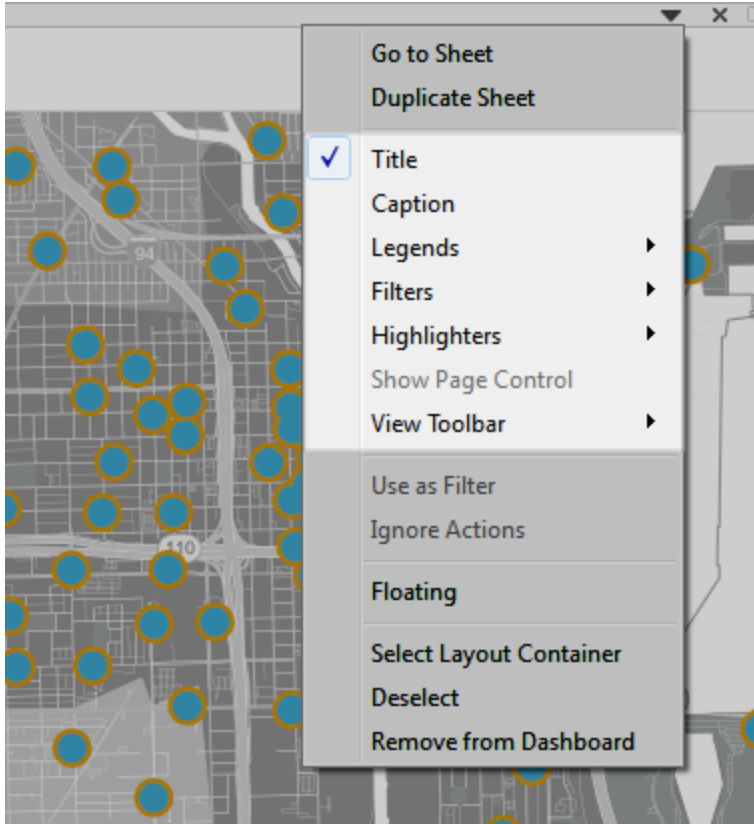 Go to Sheet
Duplicate Sheet
Title
Caption
Legends
Filters
Highlighters
Show Page Control
View Toolbar
Use as Filter
Ignore Actions
Floating
Select Layout Container
Deselect
Remove from Dashboard
94
110